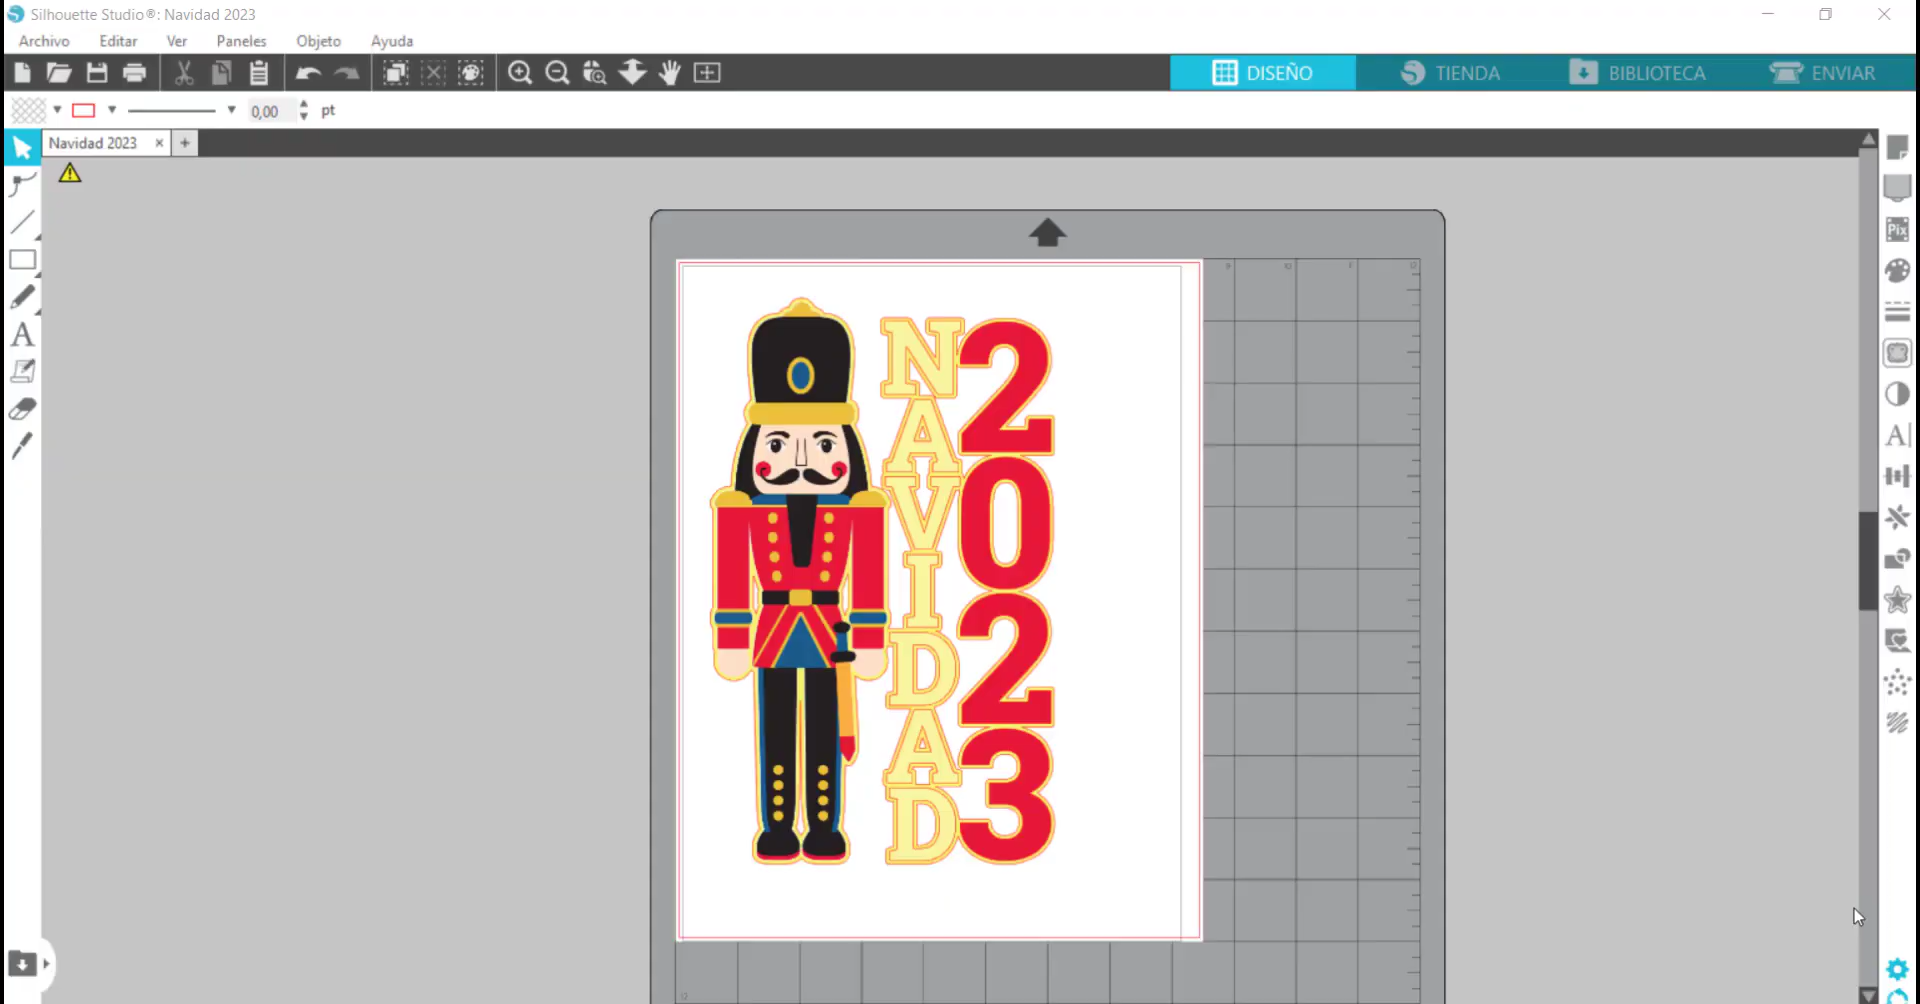 Silhouette Studio®: Navidad 2023
Archivo Editar Ver Paneles Objeto Ayuda
DISEÑO TIENDA BIBLIOTECA ENVIAR
0,00 pt
Navidad 2023
Pix
A
A
NAVIDAD
2023